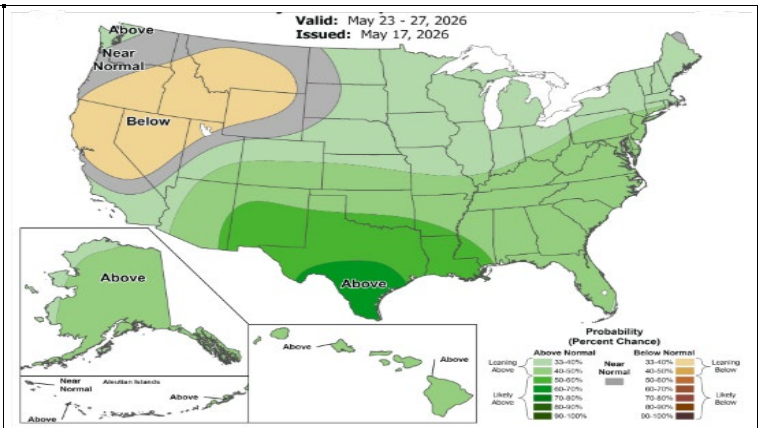 Valid: May 23 - 27, 2026
Issued: May 17, 2026
Above
Near
Normal
Below
Above
Above
Above
Above
Near
Normal
Aleutian Islands
Above
Above
Probability
(Percent Chance)
Above Normal
Below Normal
Leaning
Above
Likely
Above
33-40%
40-50%
50-60%
60-70%
70-80%
80-90%
90-100%
Near
Normal
33-40%
40-50%
50-60%
60-70%
70-80%
80-90%
90-100%
Leaning
Below
Likely
Below